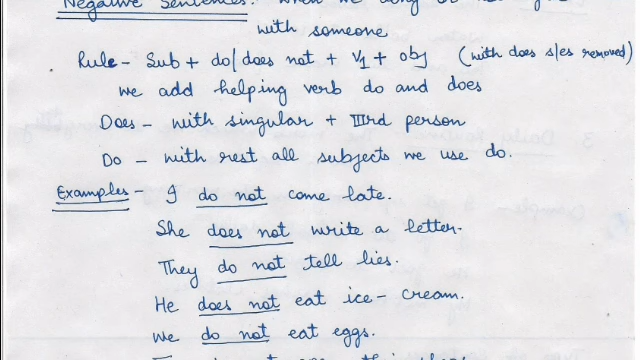 Negative Sentences: When we
with someone
Rule - Sub + do/does not + V1 + obj (with does s/es removed)
we add helping verb do and does
Does - with singular + IIIrd person
Do - with rest all subjects we use do.
Examples - I do not come late.
She does not write a letter.
They do not tell lies.
He does not eat ice-cream.
We do not eat eggs.